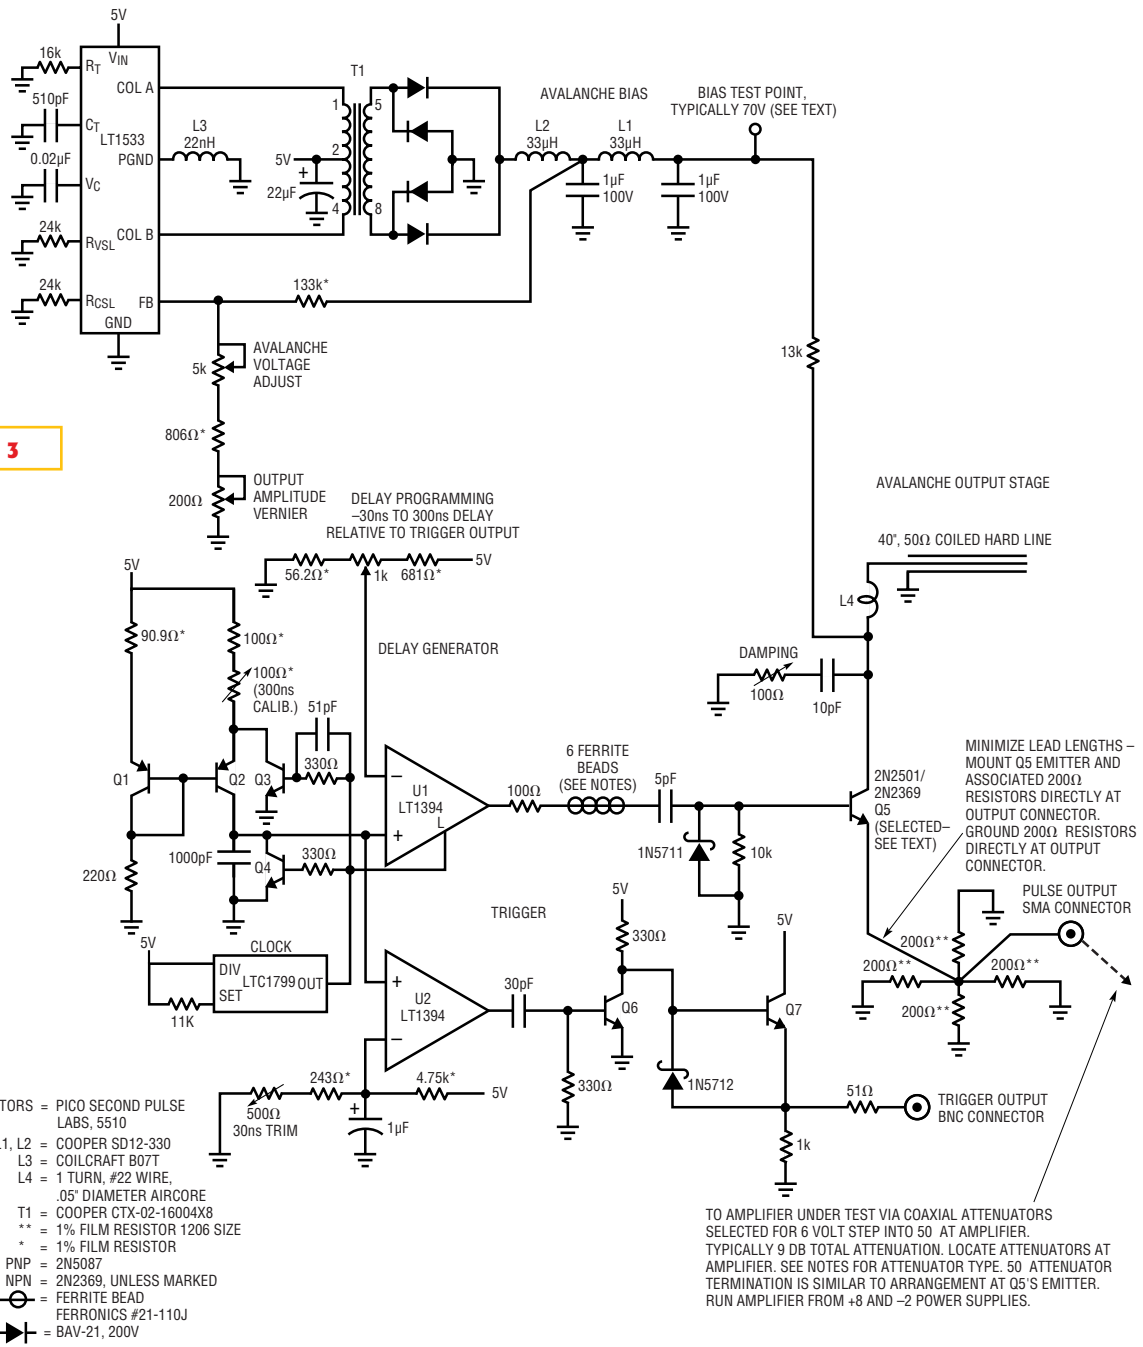 5V
16k
RT
VIN
COL A
510pF
CT
LT1533
PGND
L3
22nH
0.02µF
VC
24k
RVSL
COL B
24k
RCSL
FB
GND
T1
1
2
4
5
8
5V
+
22µF
AVALANCHE BIAS
L2
33µH
L1
33µH
1µF
100V
1µF
100V
BIAS TEST POINT,
TYPICALLY 70V (SEE TEXT)
133k*
13k
5k
AVALANCHE
VOLTAGE
ADJUST
806Ω*
200Ω
OUTPUT
AMPLITUDE
VERNIER
3
DELAY PROGRAMMING
–30ns TO 300ns DELAY
RELATIVE TO TRIGGER OUTPUT
56.2Ω*
1k
681Ω*
5V
AVALANCHE OUTPUT STAGE
40", 50Ω COILED HARD LINE
L4
5V
90.9Ω*
100Ω*
100Ω*
(300ns
CALIB.)
DELAY GENERATOR
51pF
330Ω
Q1
Q2
Q3
–
U1
LT1394
L
+
1000pF
Q4
330Ω
220Ω
100Ω
6 FERRITE
BEADS
(SEE NOTES)
5pF
1N5711
10k
DAMPING
100Ω
10pF
2N2501/
2N2369
Q5
(SELECTED–
SEE TEXT)
MINIMIZE LEAD LENGTHS –
MOUNT Q5 EMITTER AND
ASSOCIATED 200Ω
RESISTORS DIRECTLY AT
OUTPUT CONNECTOR.
GROUND 200Ω RESISTORS
DIRECTLY AT OUTPUT
CONNECTOR.
PULSE OUTPUT
SMA CONNECTOR
200Ω**
200Ω**
200Ω**
200Ω**
5V
CLOCK
DIV
LTC1799
OUT
SET
11K
TRIGGER
+
U2
LT1394
–
30pF
330Ω
5V
330Ω
Q6
5V
Q7
1N5712
51Ω
TRIGGER OUTPUT
BNC CONNECTOR
1k
500Ω
30ns TRIM
243Ω*
4.75k*
5V
+
1µF
TORS = PICO SECOND PULSE
LABS, 5510
L1, L2 = COOPER SD12-330
L3 = COILCRAFT B07T
L4 = 1 TURN, #22 WIRE,
.05" DIAMETER AIRCORE
T1 = COOPER CTX-02-16004X8
** = 1% FILM RESISTOR 1206 SIZE
* = 1% FILM RESISTOR
PNP = 2N5087
NPN = 2N2369, UNLESS MARKED
= FERRITE BEAD
FERRONICS #21-110J
= BAV-21, 200V
TO AMPLIFIER UNDER TEST VIA COAXIAL ATTENUATORS
SELECTED FOR 6 VOLT STEP INTO 50 AT AMPLIFIER.
TYPICALLY 9 DB TOTAL ATTENUATION. LOCATE ATTENUATORS AT
AMPLIFIER. SEE NOTES FOR ATTENUATOR TYPE. 50 ATTENUATOR
TERMINATION IS SIMILAR TO ARRANGEMENT AT Q5'S EMITTER.
RUN AMPLIFIER FROM +8 AND –2 POWER SUPPLIES.